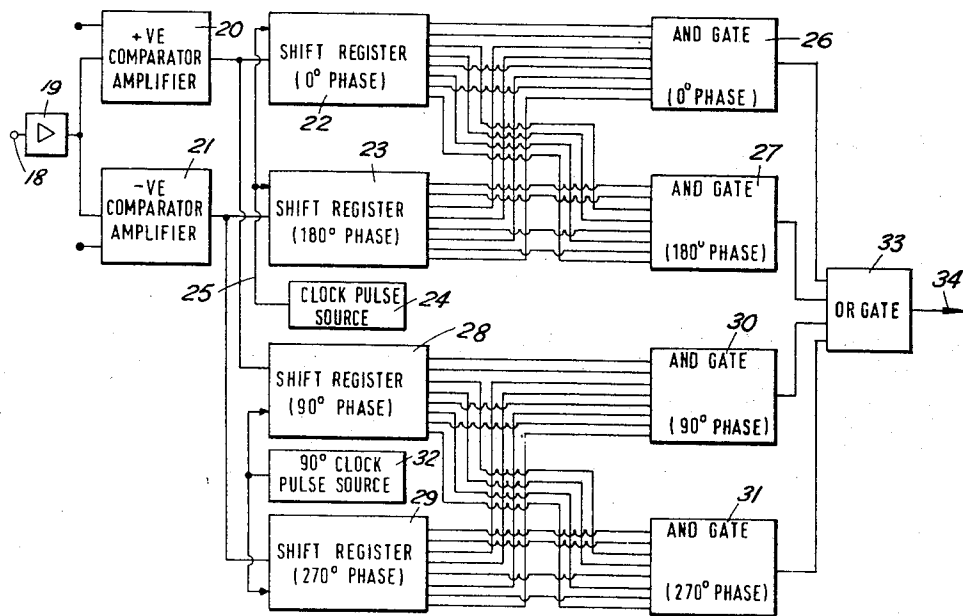 +VE
COMPARATOR
AMPLIFIER
20
19
18
21
-VE
COMPARATOR
AMPLIFIER
SHIFT REGISTER
(0° PHASE)
22
23
SHIFT REGISTER
(180° PHASE)
25
CLOCK PULSE
SOURCE
24
28
SHIFT REGISTER
(90° PHASE)
90° CLOCK
PULSE SOURCE
32
29
SHIFT REGISTER
(270° PHASE)
AND GATE
(0° PHASE)
26
27
AND GATE
(180° PHASE)
30
AND GATE
(90° PHASE)
31
AND GATE
(270° PHASE)
33
OR GATE
34